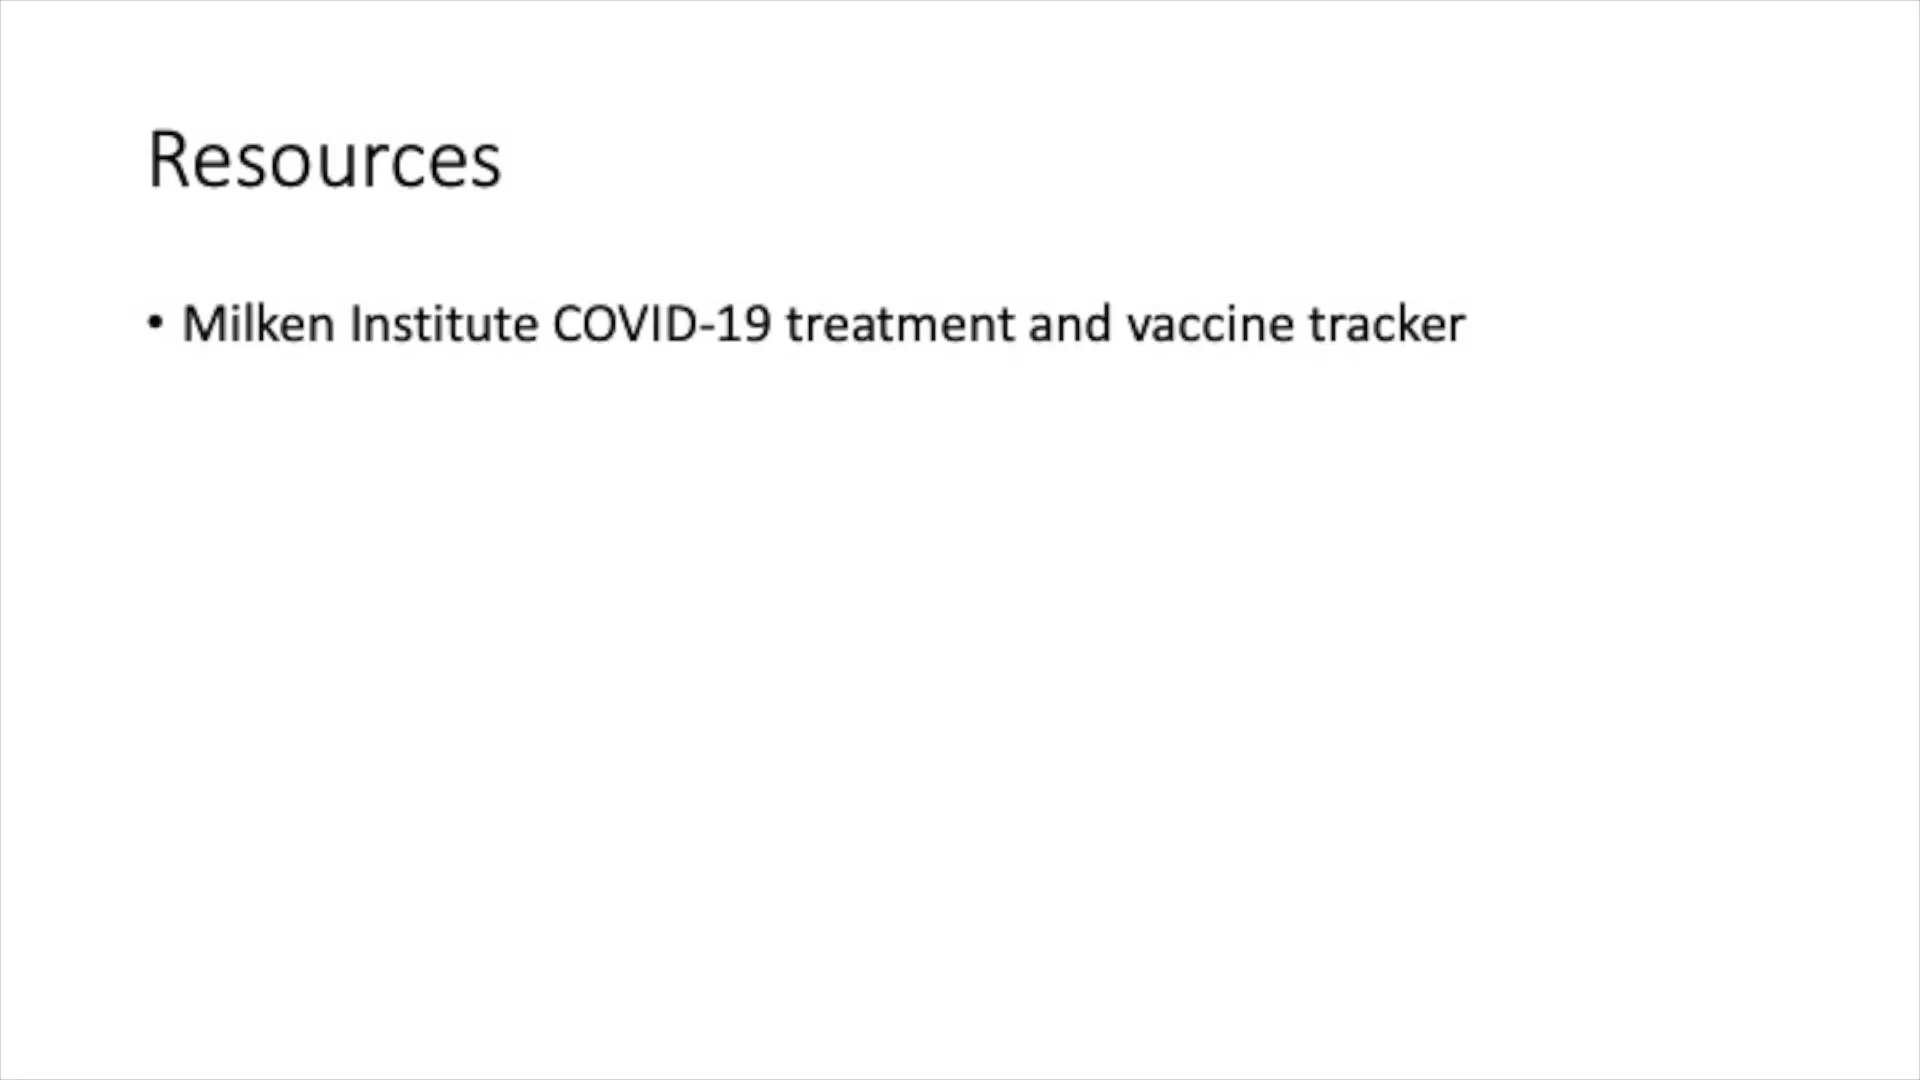 Resources
• Milken Institute COVID-19 treatment and vaccine tracker